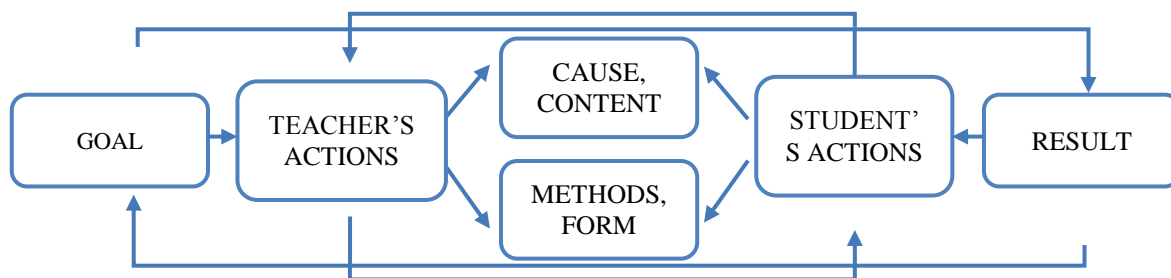 GOAL
TEACHER’S
ACTIONS
CAUSE,
CONTENT
METHODS,
FORM
STUDENT’
S ACTIONS
RESULT